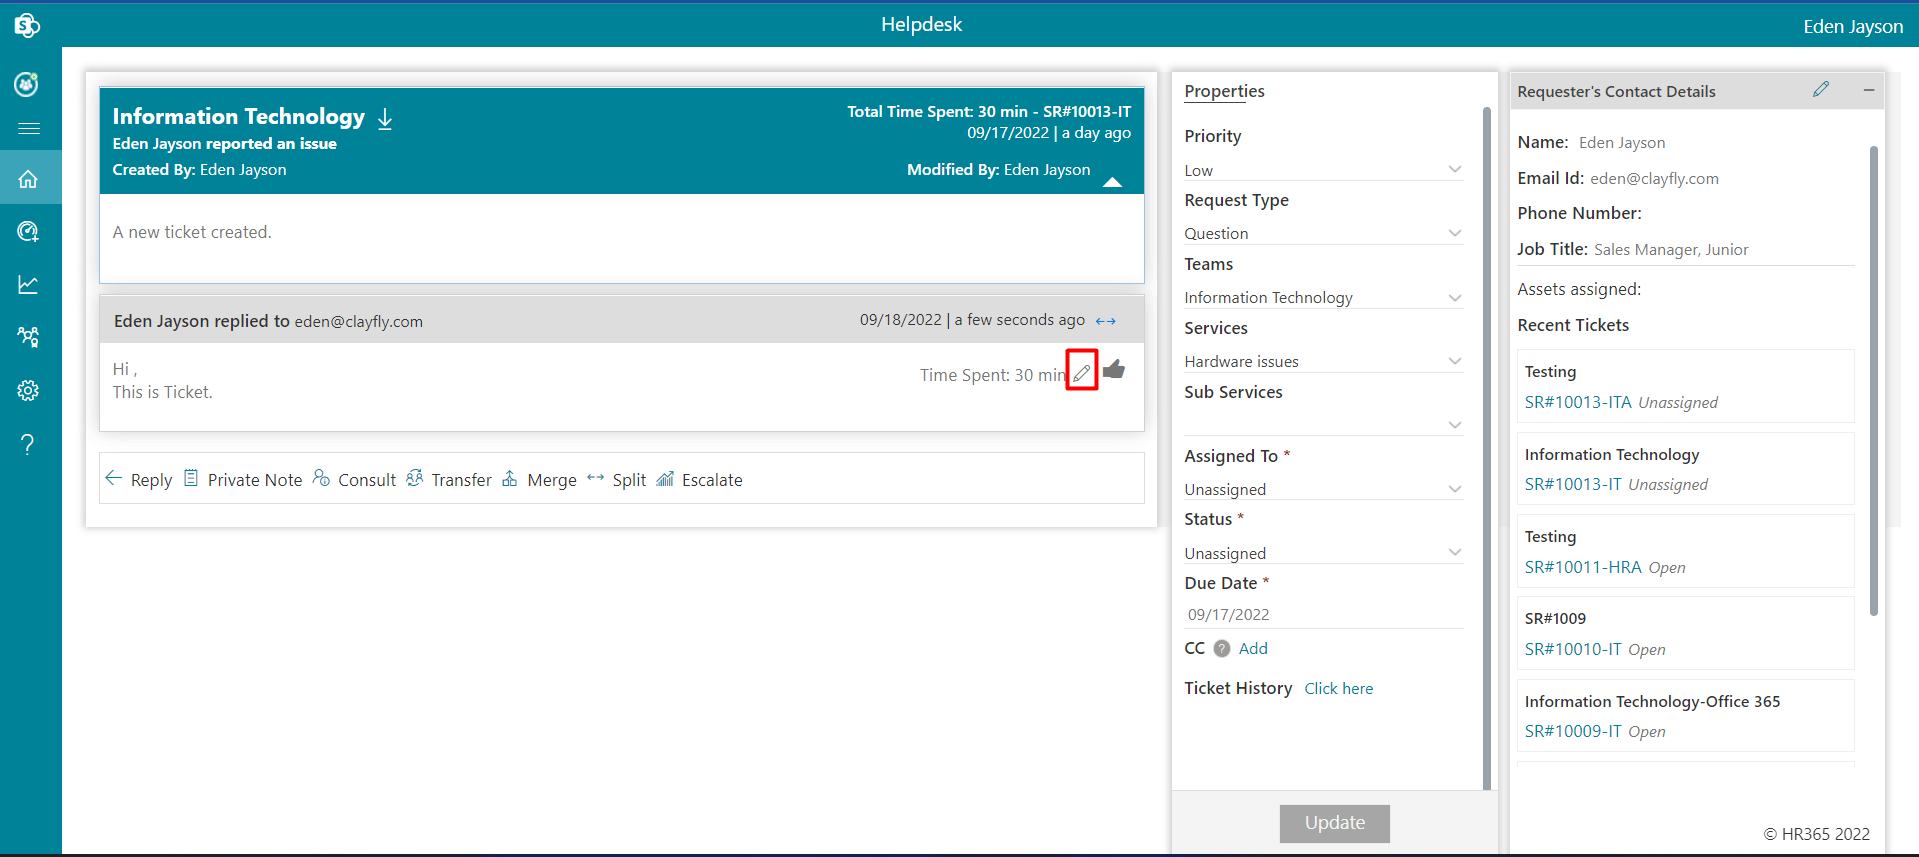 Helpdesk
Eden Jayson
Information Technology
Total Time Spent: 30 min - SR#10013-IT
Eden Jayson reported an issue
09/17/2022 | a day ago
Created By: Eden Jayson
Modified By: Eden Jayson
A new ticket created.
Eden Jayson replied to eden@clayfly.com
09/18/2022 | a few seconds ago
Hi ,
This is Ticket.
Time Spent: 30 min
Reply Private Note Consult Transfer Merge Split Escalate
Properties
Priority
Low
Request Type
Question
Teams
Information Technology
Services
Hardware issues
Sub Services
Assigned To *
Unassigned
Status *
Unassigned
Due Date *
09/17/2022
CC ? Add
Ticket History Click here
Update
Requester's Contact Details
Name: Eden Jayson
Email Id: eden@clayfly.com
Phone Number:
Job Title: Sales Manager, Junior
Assets assigned:
Recent Tickets
Testing
SR#10013-ITA Unassigned
Information Technology
SR#10013-IT Unassigned
Testing
SR#10011-HRA Open
SR#1009
SR#10010-IT Open
Information Technology-Office 365
SR#10009-IT Open
© HR365 2022